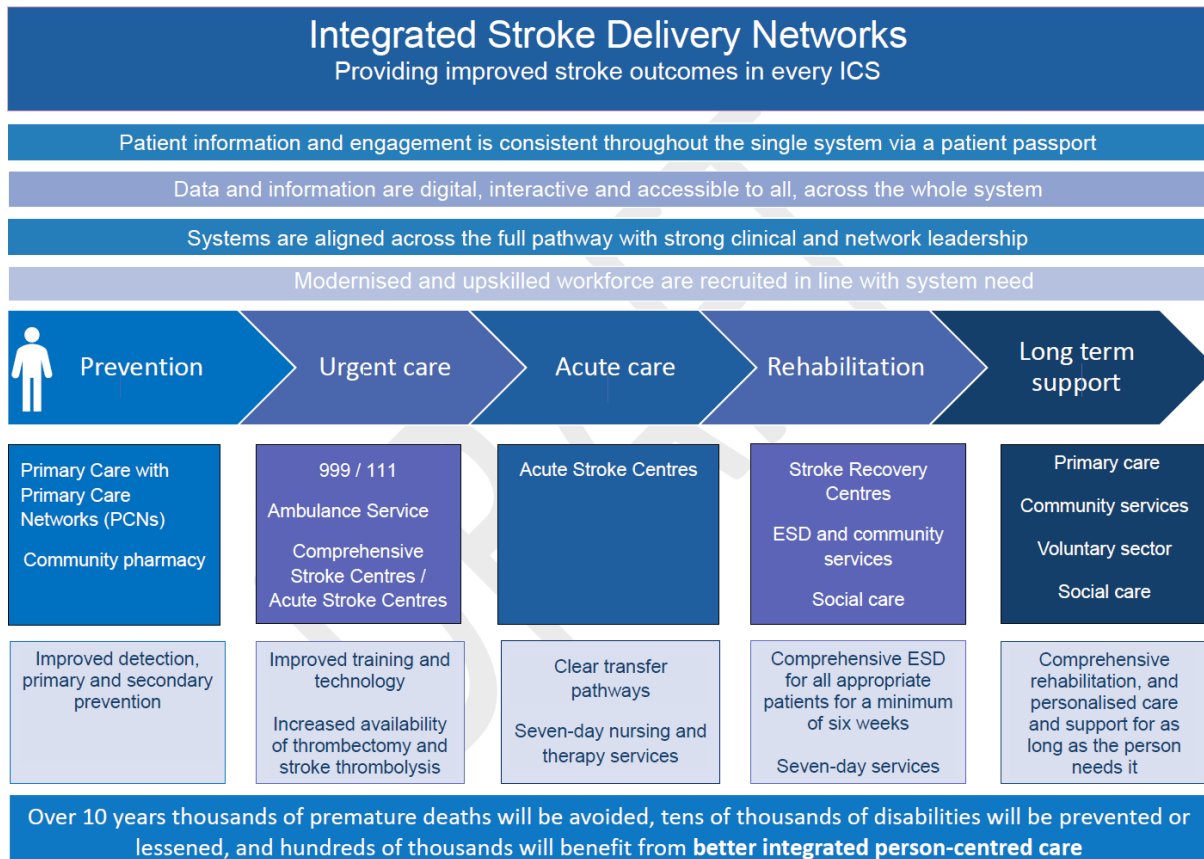 Integrated Stroke Delivery Networks
Providing improved stroke outcomes in every ICS
Patient information and engagement is consistent throughout the single system via a patient passport
Data and information are digital, interactive and accessible to all, across the whole system
Systems are aligned across the full pathway with strong clinical and network leadership
Modernised and upskilled workforce are recruited in line with system need
Prevention
Urgent care
Acute care
Rehabilitation
Long term
support
Primary Care with
Primary Care
Networks (PCNs)
Community pharmacy
999 / 111
Ambulance Service
Comprehensive
Stroke Centres /
Acute Stroke Centres
Acute Stroke Centres
Stroke Recovery
Centres
ESD and community
services
Social care
Primary care
Community services
Voluntary sector
Social care
Improved detection,
primary and secondary
prevention
Improved training and
technology
Increased availability
of thrombectomy and
stroke thrombolysis
Clear transfer
pathways
Seven-day nursing and
therapy services
Comprehensive ESD
for all appropriate
patients for a minimum
of six weeks
Seven-day services
Comprehensive
rehabilitation, and
personalised care
and support for as
long as the person
needs it
Over 10 years thousands of premature deaths will be avoided, tens of thousands of disabilities will be prevented or
lessened, and hundreds of thousands will benefit from better integrated person-centred care